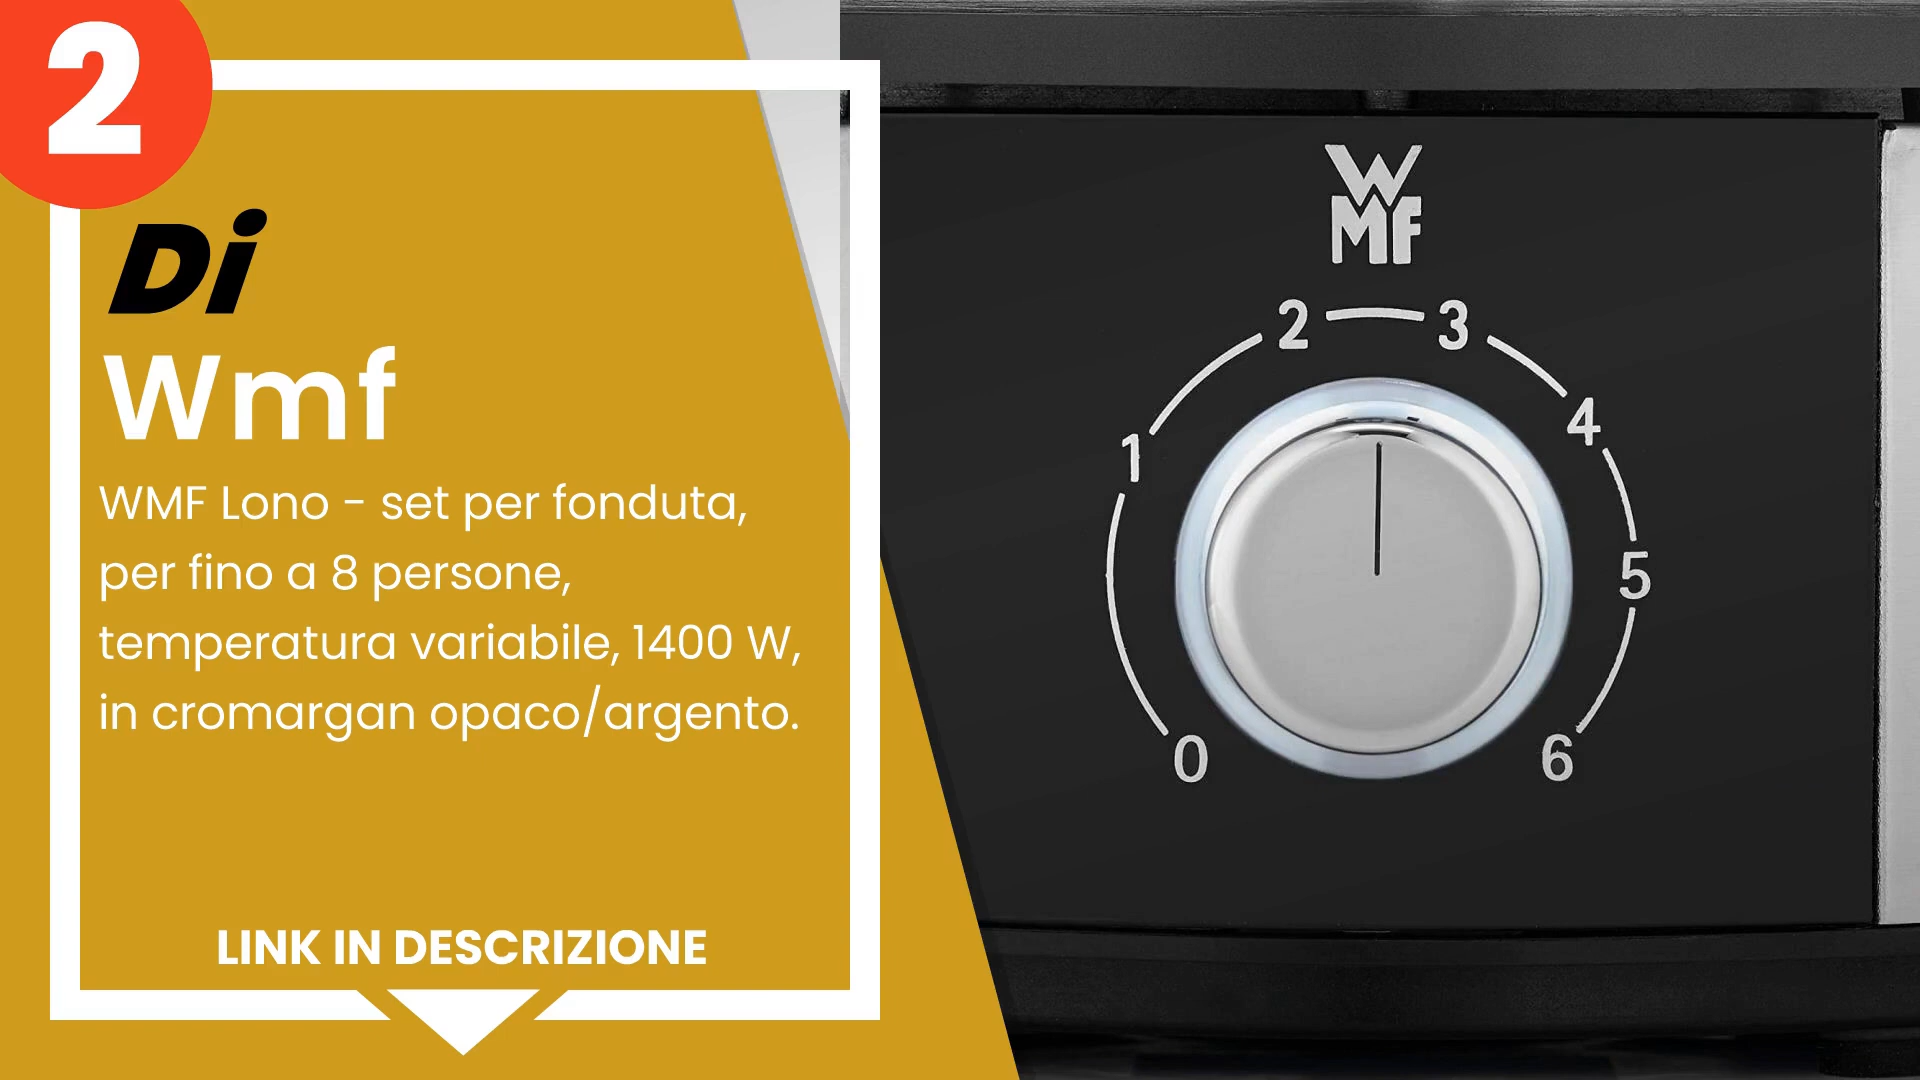 2
Di
Wmf
WMF Lono - set per fonduta,
per fino a 8 persone,
temperatura variabile, 1400 W,
in cromargan opaco/argento.
LINK IN DESCRIZIONE
WMF
0
1
2
3
4
5
6